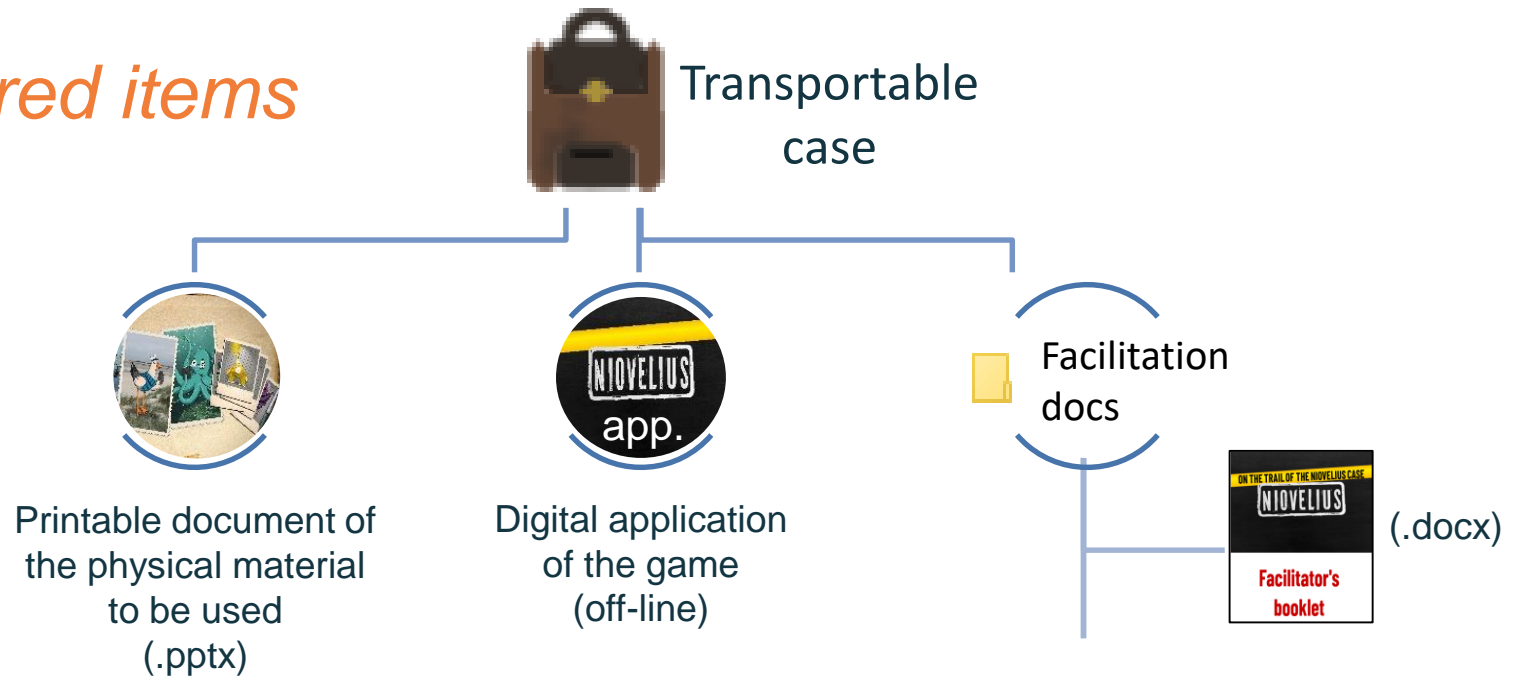 red items
Transportable
case
NIOVELIUS
app.
Facilitation
docs
Printable document of
the physical material
to be used
(.pptx)
Digital application
of the game
(off-line)
ON THE TRAIL OF THE NIOVELIUS CASE
NIOVELIUS
Facilitator's
booklet
(.docx)